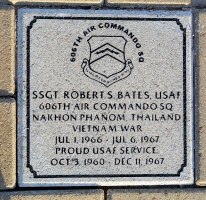 606TH AIR COMMANDO SQ
SSGT ROBERT S. BATES, USAF
606TH AIR COMMANDO SQ
NAKHON PHANOM, THAILAND
VIETNAM WAR
JUL 1, 1966 - JUL 6, 1967
PROUD USAF SERVICE
OCT 3, 1960 - DEC 11, 1967